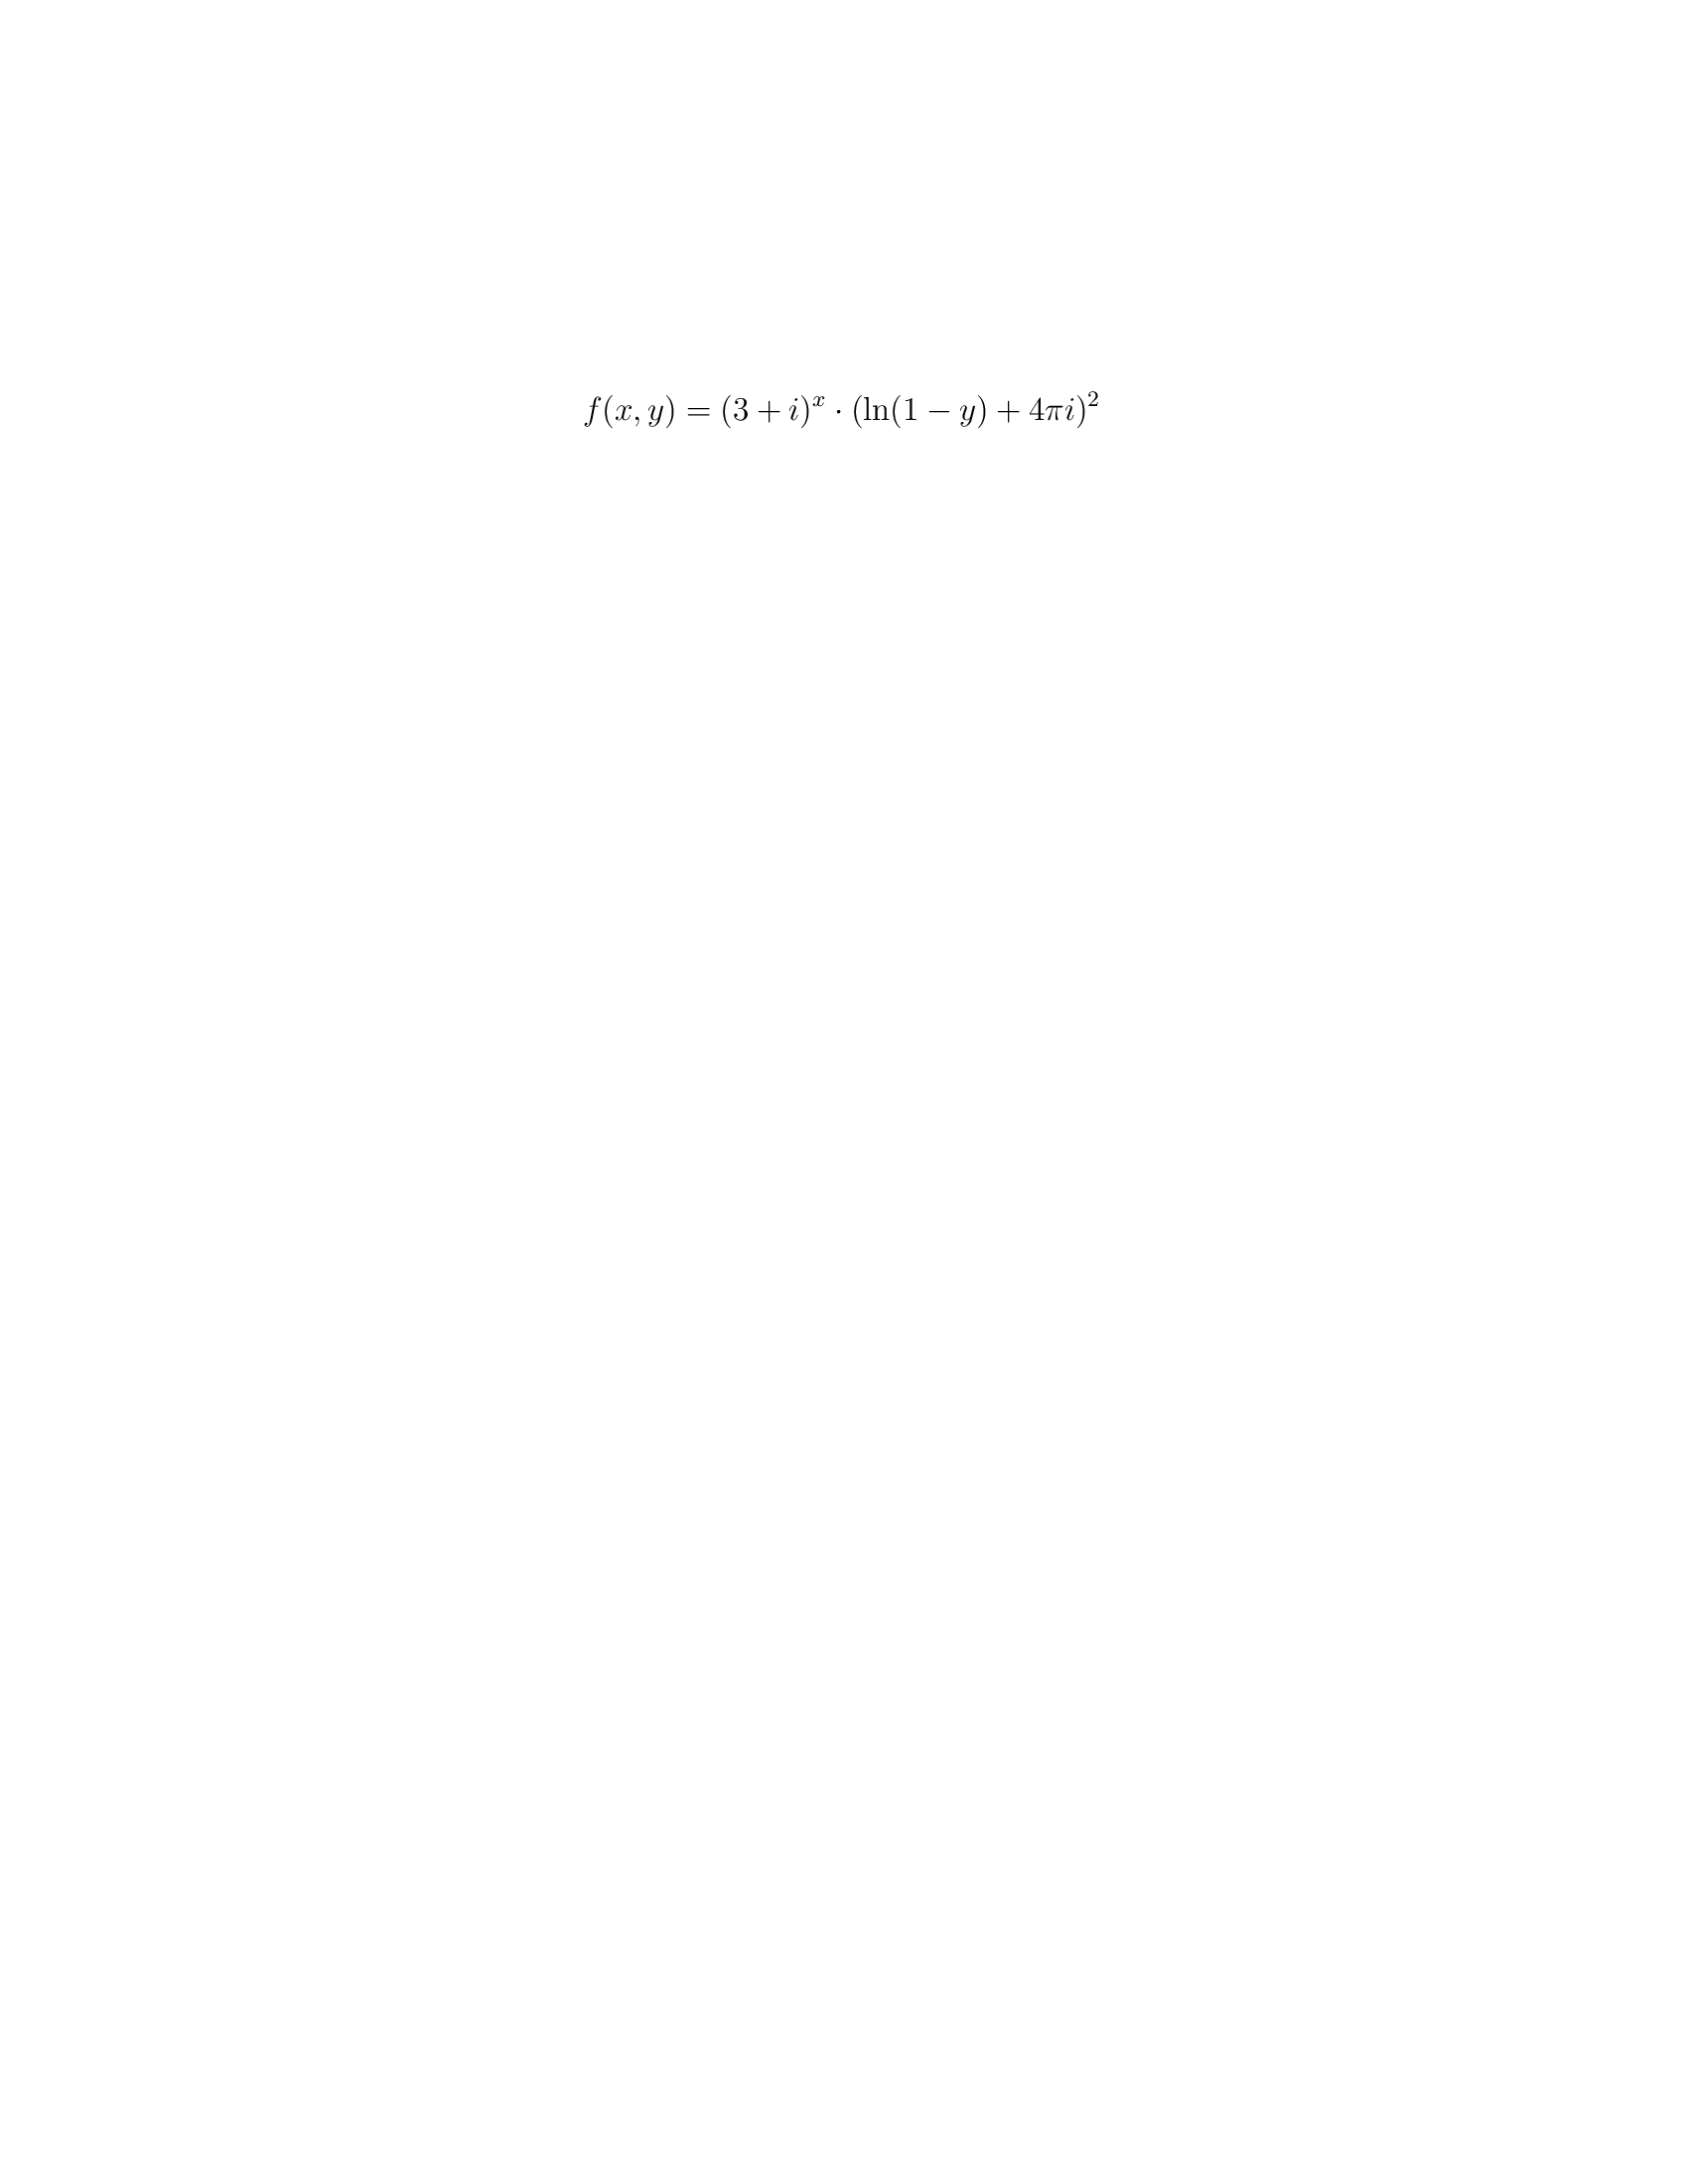 f(x, y) = (3 + i)^x · (ln(1 − y) + 4πi)^2